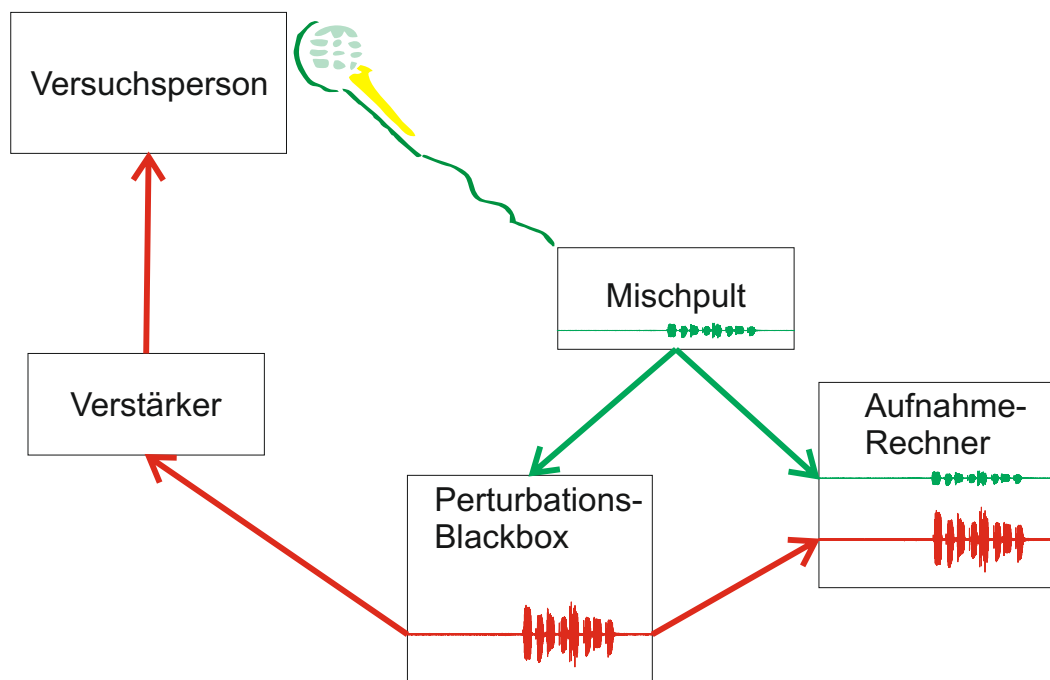 Versuchsperson
Mischpult
Verstärker
Aufnahme-
Rechner
Perturbations-
Blackbox